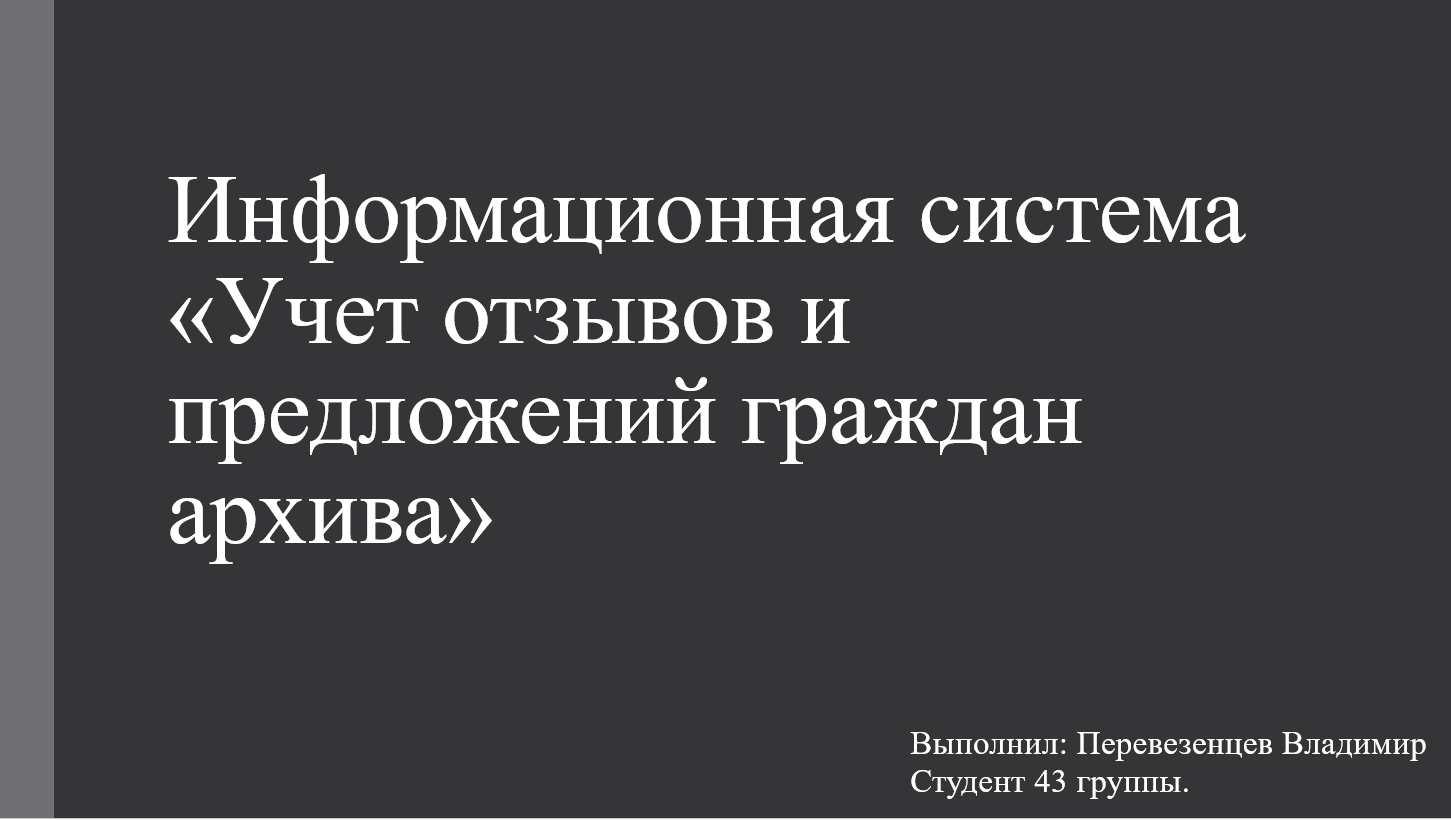 Информационная система
«Учет отзывов и
предложений граждан
архива»
Выполнил: Перевезенцев Владимир
Студент 43 группы.